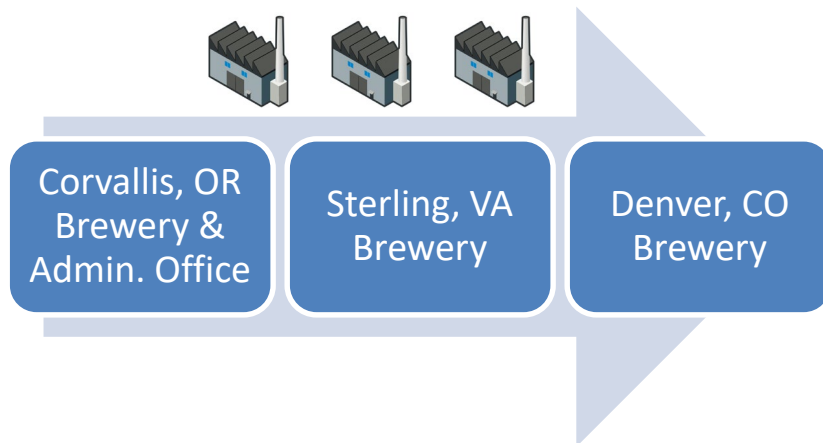 Corvallis, OR
Brewery &
Admin. Office
Sterling, VA
Brewery
Denver, CO
Brewery